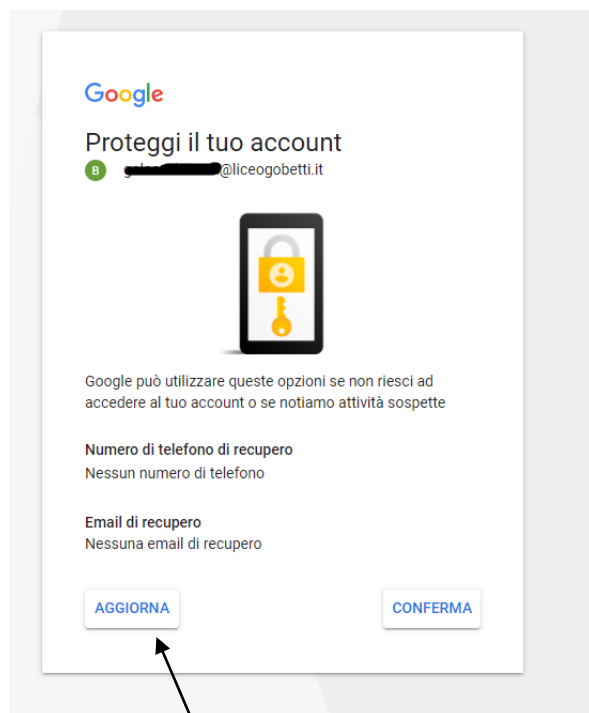 Google
Proteggi il tuo account
B @liceogobetti.it
Google può utilizzare queste opzioni se non riesci ad
accedere al tuo account o se notiamo attività sospette
Numero di telefono di recupero
Nessun numero di telefono
Email di recupero
Nessuna email di recupero
AGGIORNA CONFERMA